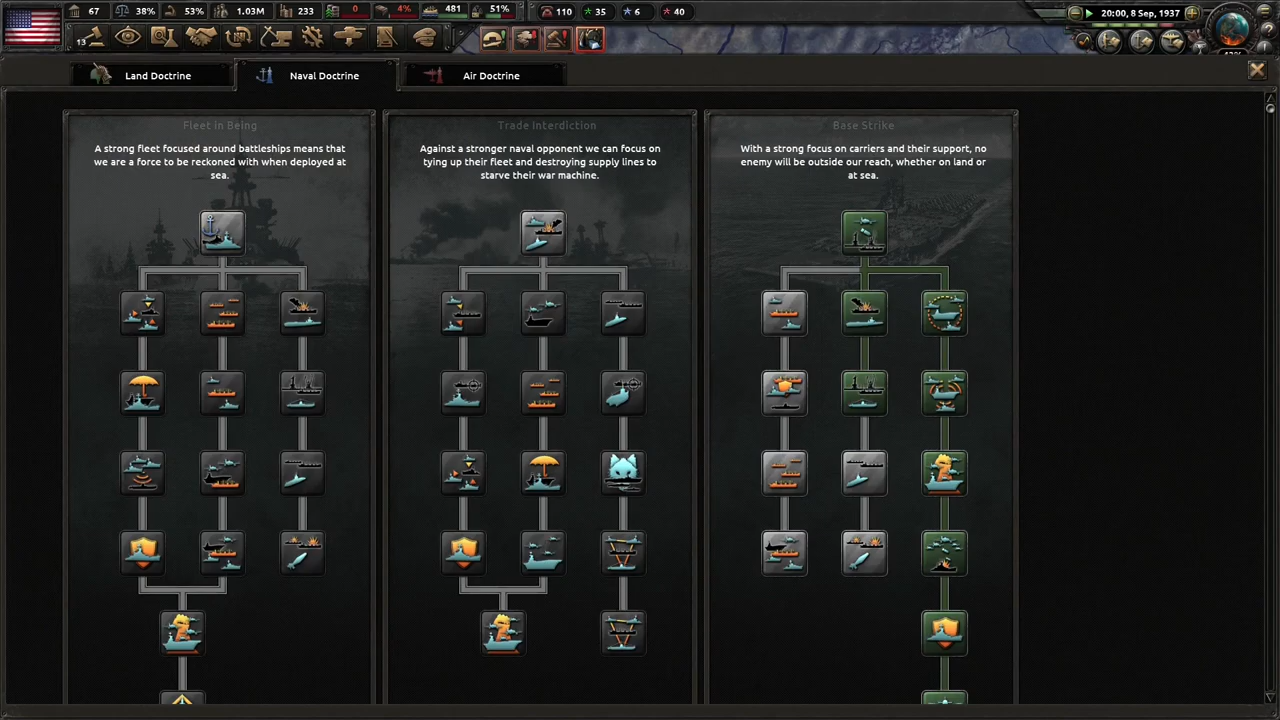 67 38% 53% 1.03M 233 0 4% 481 51% 110 35 6 40 20:00, 8 Sep, 1937
13
Land Doctrine Naval Doctrine Air Doctrine
Fleet in Being
A strong fleet focused around battleships means that
we are a force to be reckoned with when deployed at
sea.
Trade Interdiction
Against a stronger naval opponent we can focus on
tying up their fleet and destroying supply lines to
starve their war machine.
Base Strike
With a strong focus on carriers and their support, no
enemy will be outside our reach, whether on land or
at sea.